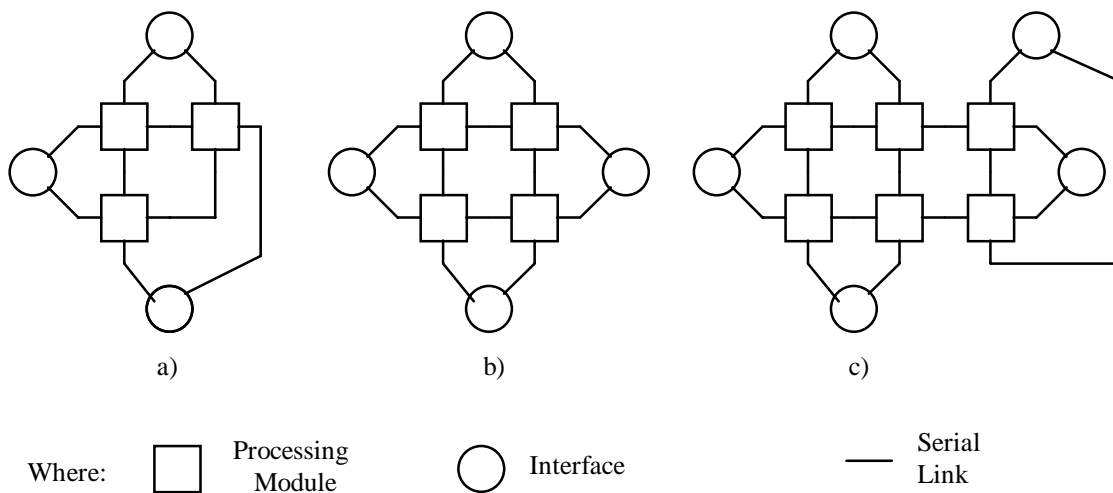 a)
b)
c)
Where:
Processing
Module
Interface
Serial
Link